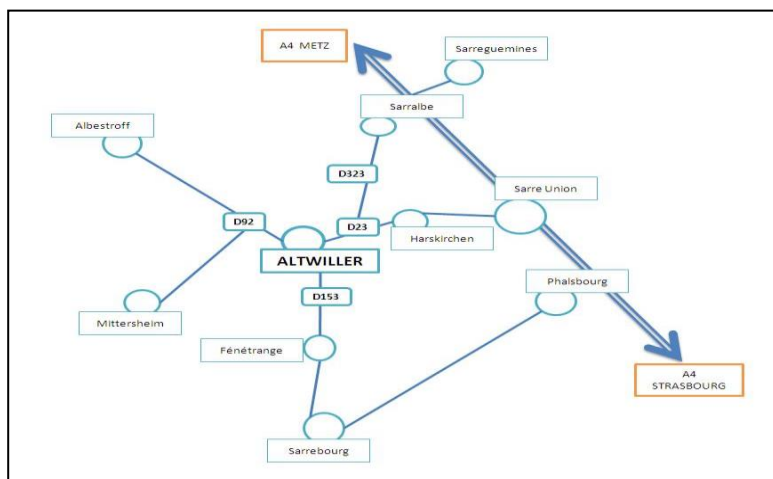 A4 METZ
Sarreguemines
Sarralbe
Albestroff
D323
Sarre Union
D92
D23
Harskirchen
ALTWILLER
Phalsbourg
D153
Mittersheim
Fénétrange
A4
STRASBOURG
Sarrebourg